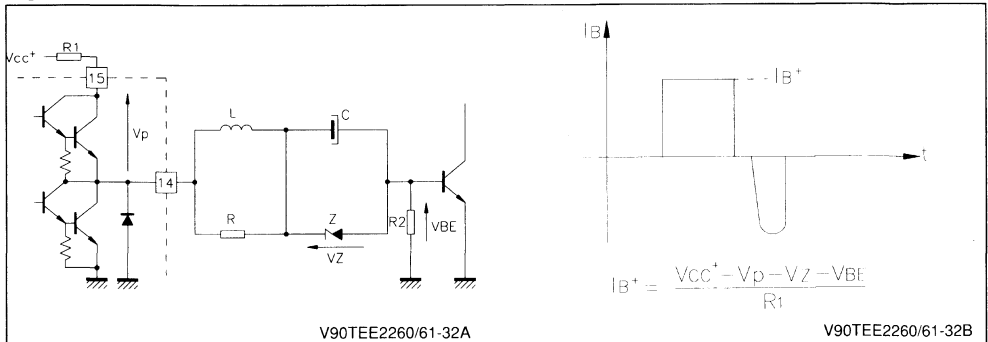 Vcc+
R1
15
Vp
14
L
C
R
Z
VZ
R2
VBE
V90TEE2260/61-32A
IB
IB+
t
IB+ = VCC+ - Vp - VZ - VBE
R1
V90TEE2260/61-32B